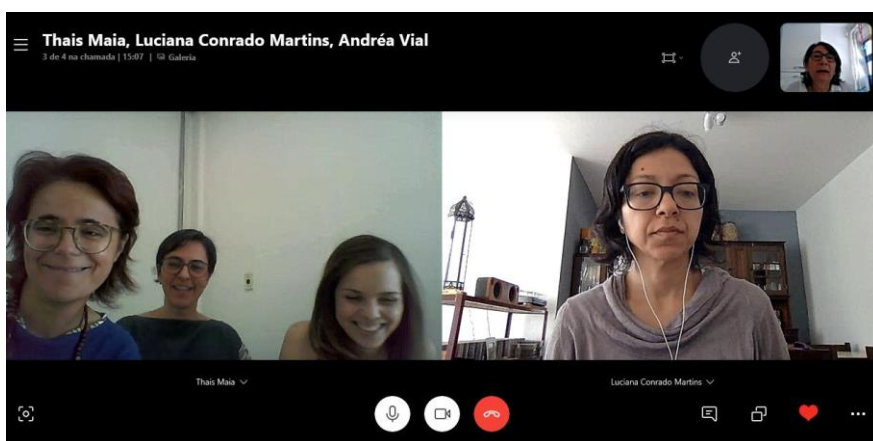 Thais Maia, Luciana Conrado Martins, Andréa Vial
3 de 4 na chamada | 15:07 | Galeria
Thaís Maia
Luciana Conrado Martins